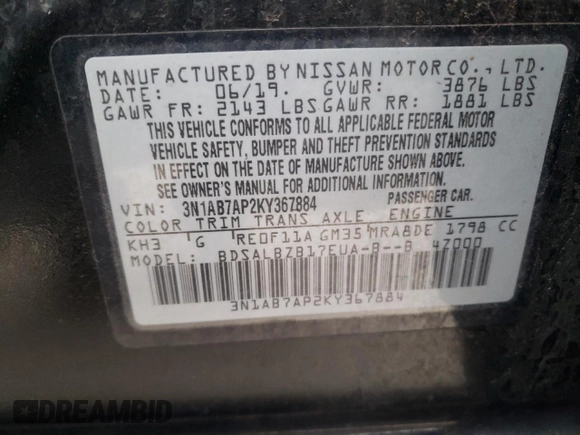 MANUFACTURED BY NISSAN MOTOR CO., LTD.
DATE: 06/19. GVWR: 3876 LBS
GAWR FR: 2143 LBS GAWR RR: 1881 LBS
THIS VEHICLE CONFORMS TO ALL APPLICABLE FEDERAL MOTOR
VEHICLE SAFETY, BUMPER AND THEFT PREVENTION STANDARDS
IN EFFECT ON THE DATE OF MANUFACTURE SHOWN ABOVE.
SEE OWNER'S MANUAL FOR ADDITIONAL INFORMATION.
VIN: 3N1AB7AP2KY367884 PASSENGER CAR.
COLOR TRIM TRANS AXLE ENGINE
KH3 G RE0F11A GM35 MRA8DE 1798 CC
MODEL: BDSALBZB17EUA-B--B 4Z000
3N1AB7AP2KY367884
DREAMBID